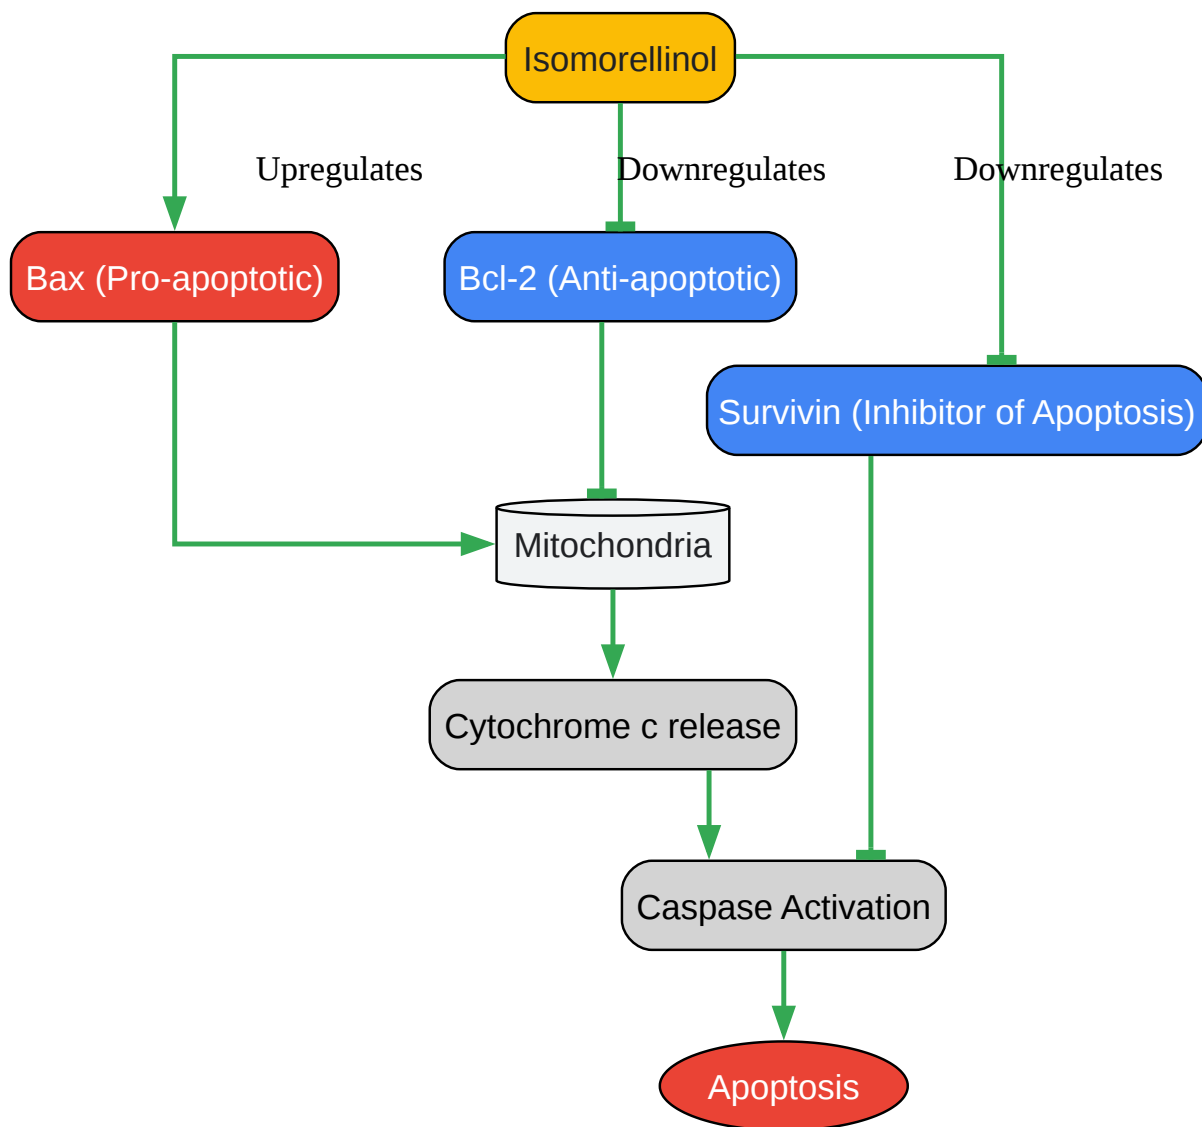 Isomorellinol
Upregulates
Downregulates
Downregulates
Bax (Pro-apoptotic)
Bcl-2 (Anti-apoptotic)
Survivin (Inhibitor of Apoptosis)
Mitochondria
Cytochrome c release
Caspase Activation
Apoptosis